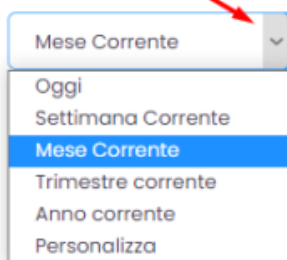 Mese Corrente
Oggi
Settimana Corrente
Mese Corrente
Trimestre corrente
Anno corrente
Personalizza